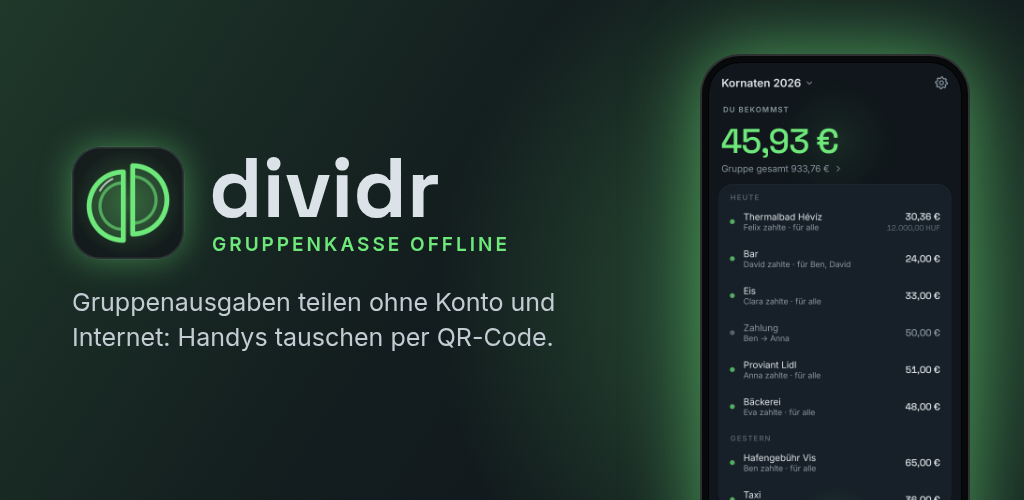 dividr
GRUPPENKASSE OFFLINE
Gruppenausgaben teilen ohne Konto und
Internet: Handys tauschen per QR-Code.
Kornaten 2026
DU BEKOMMST
45,93 €
Gruppe gesamt 933,76 € >
HEUTE
Thermalbad Hévíz 30,36 €
Felix zahlte · für alle 12.000,00 HUF
Bar 24,00 €
David zahlte · für Ben, David
Eis 33,00 €
Clara zahlte · für alle
Zahlung 50,00 €
Ben → Anna
Proviant Lidl 51,00 €
Anna zahlte · für alle
Bäckerei 48,00 €
Eva zahlte · für alle
GESTERN
Hafengebühr Vis 65,00 €
Ben zahlte · für alle
Taxi